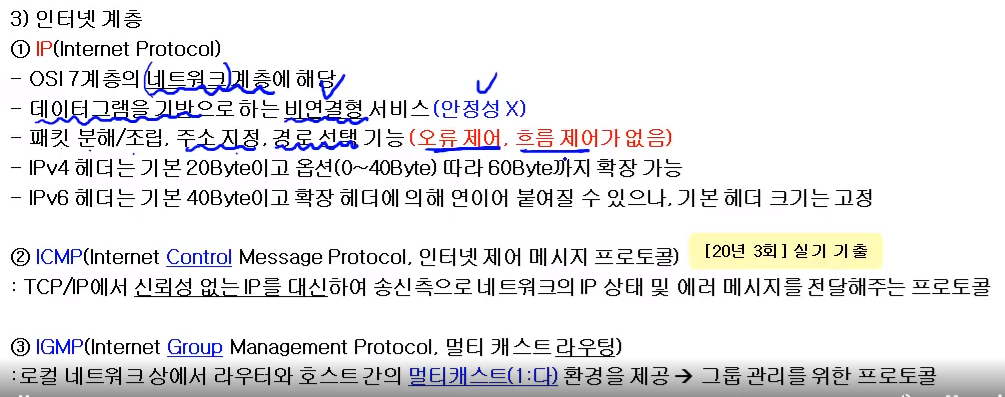 3) 인터넷 계층
① IP(Internet Protocol)
- OSI 7계층의 네트워크 계층에 해당
- 데이터그램을 기반으로 하는 비연결형 서비스(안정성 X)
- 패킷 분해/조립, 주소 지정, 경로 선택 기능 (오류 제어, 흐름 제어가 없음)
- IPv4 헤더는 기본 20Byte이고 옵션(0~40Byte) 따라 60Byte까지 확장 가능
- IPv6 헤더는 기본 40Byte이고 확장 헤더에 의해 연이어 붙여질 수 있으나, 기본 헤더 크기는 고정
② ICMP(Internet Control Message Protocol, 인터넷 제어 메시지 프로토콜) [20년 3회] 실기 기출
: TCP/IP에서 신뢰성 없는 IP를 대신하여 송신측으로 네트워크의 IP 상태 및 에러 메시지를 전달해주는 프로토콜
③ IGMP(Internet Group Management Protocol, 멀티 캐스트 라우팅)
:로컬 네트워크 상에서 라우터와 호스트 간의 멀티캐스트(1:다) 환경을 제공 → 그룹 관리를 위한 프로토콜